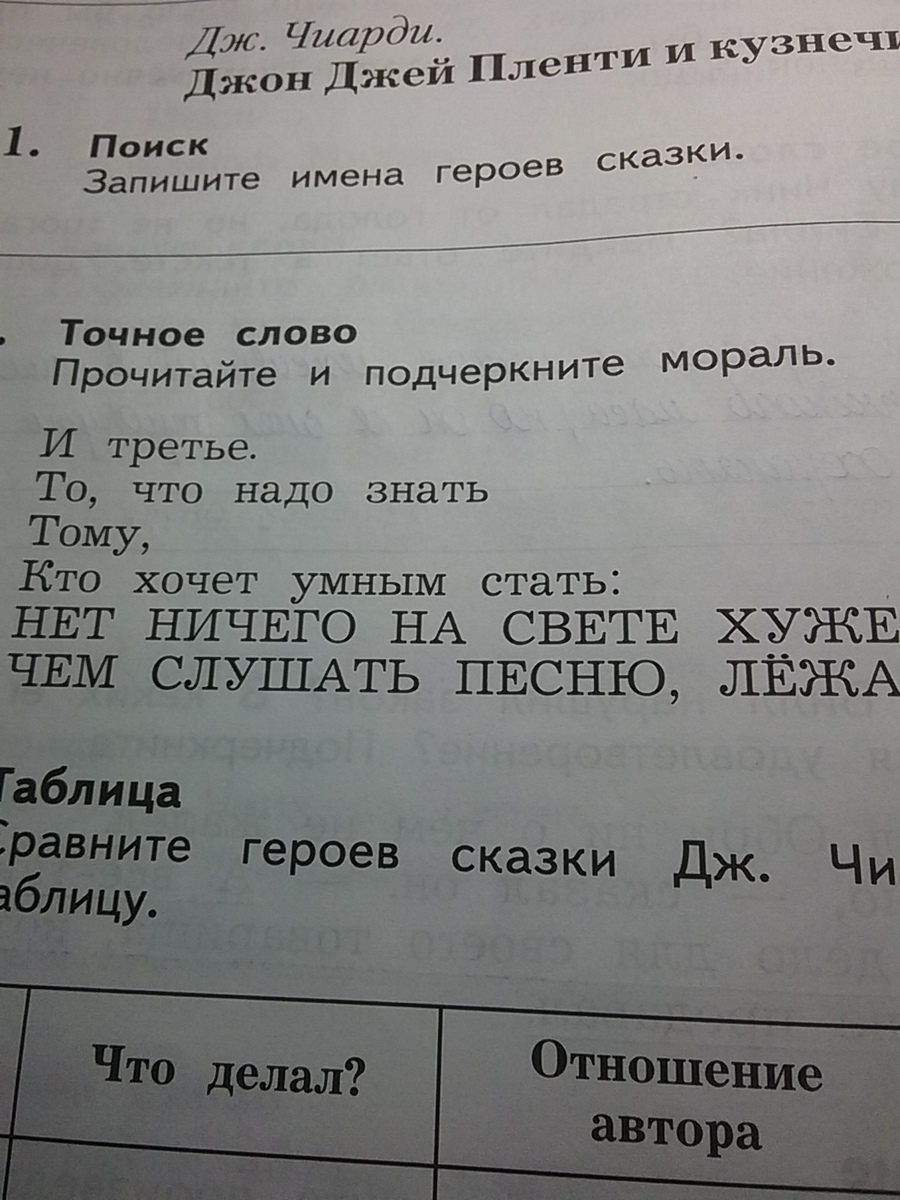 Дж. Чиарди.
Джон Джей Пленти и кузнечи
1. Поиск
Запишите имена героев сказки.
. Точное слово
Прочитайте и подчеркните мораль.
И третье.
То, что надо знать
Тому,
Кто хочет умным стать:
НЕТ НИЧЕГО НА СВЕТЕ ХУЖЕ
ЧЕМ СЛУШАТЬ ПЕСНЮ, ЛЁЖА
Таблица
Сравните героев сказки Дж. Чи
аблицу.
Что делал?
Отношение
автора